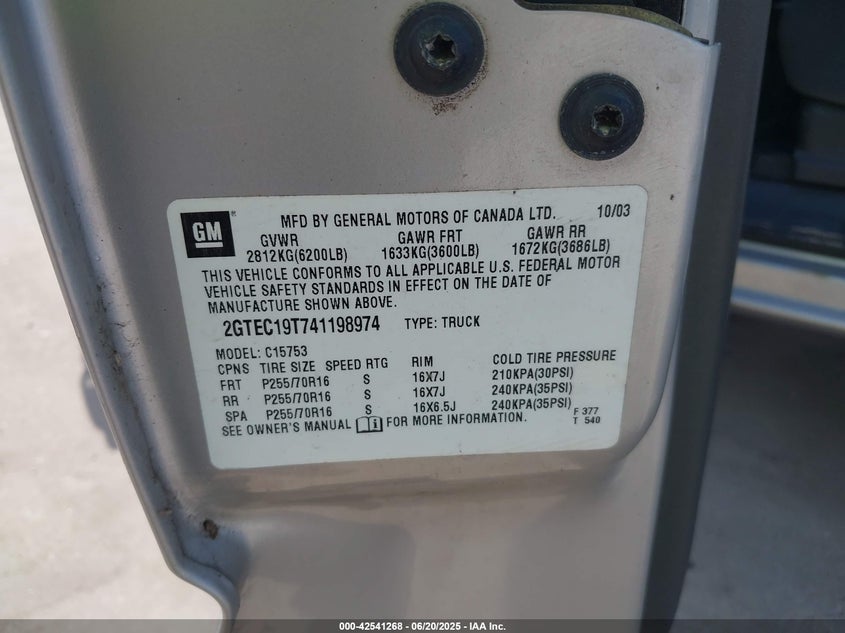 GM ®
MFD BY GENERAL MOTORS OF CANADA LTD. 10/03
GVWR GAWR FRT GAWR RR
2812KG(6200LB) 1633KG(3600LB) 1672KG(3686LB)
THIS VEHICLE CONFORMS TO ALL APPLICABLE U.S. FEDERAL MOTOR
VEHICLE SAFETY STANDARDS IN EFFECT ON THE DATE OF
MANUFACTURE SHOWN ABOVE.
2GTEC19T741198974 TYPE: TRUCK
MODEL: C15753
CPNS TIRE SIZE SPEED RTG RIM COLD TIRE PRESSURE
FRT P255/70R16 S 16X7J 210KPA(30PSI)
RR P255/70R16 S 16X7J 240KPA(35PSI)
SPA P255/70R16 S 16X6.5J 240KPA(35PSI)
SEE OWNER'S MANUAL FOR MORE INFORMATION.
F 377
T 540
000-42541268 | 06/20/2025 | IAA Inc.